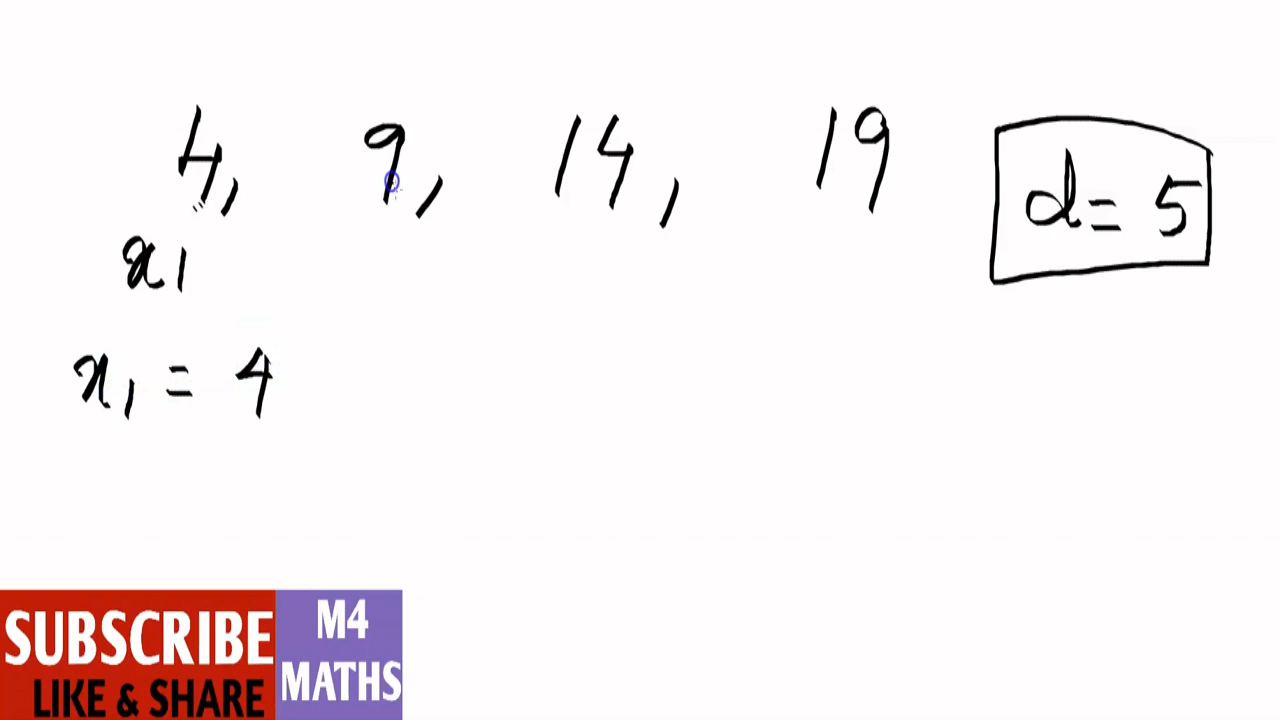 4, 9, 14, 19
d = 5
x1
x1 = 4
SUBSCRIBE
LIKE & SHARE
M4
MATHS